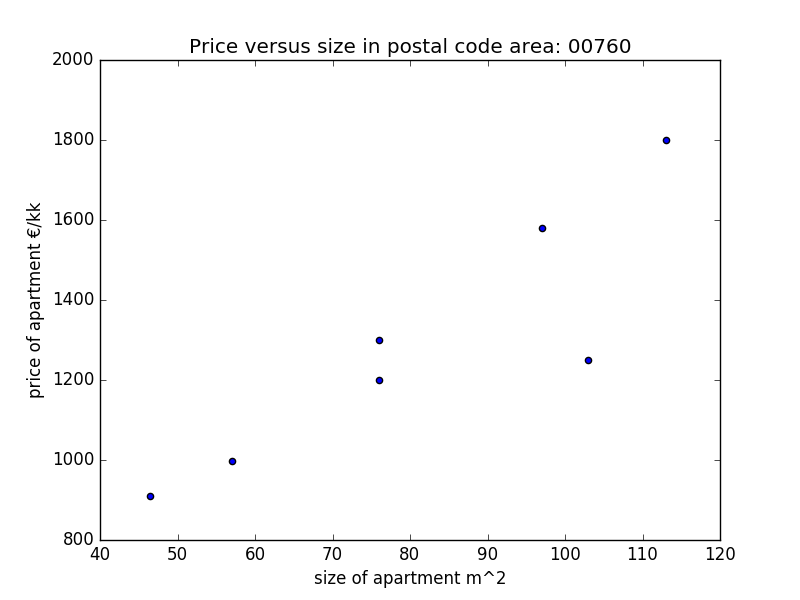 Price versus size in postal code area: 00760
2000
1800
1600
1400
1200
1000
800
price of apartment €/kk
40 50 60 70 80 90 100 110 120
size of apartment m^2